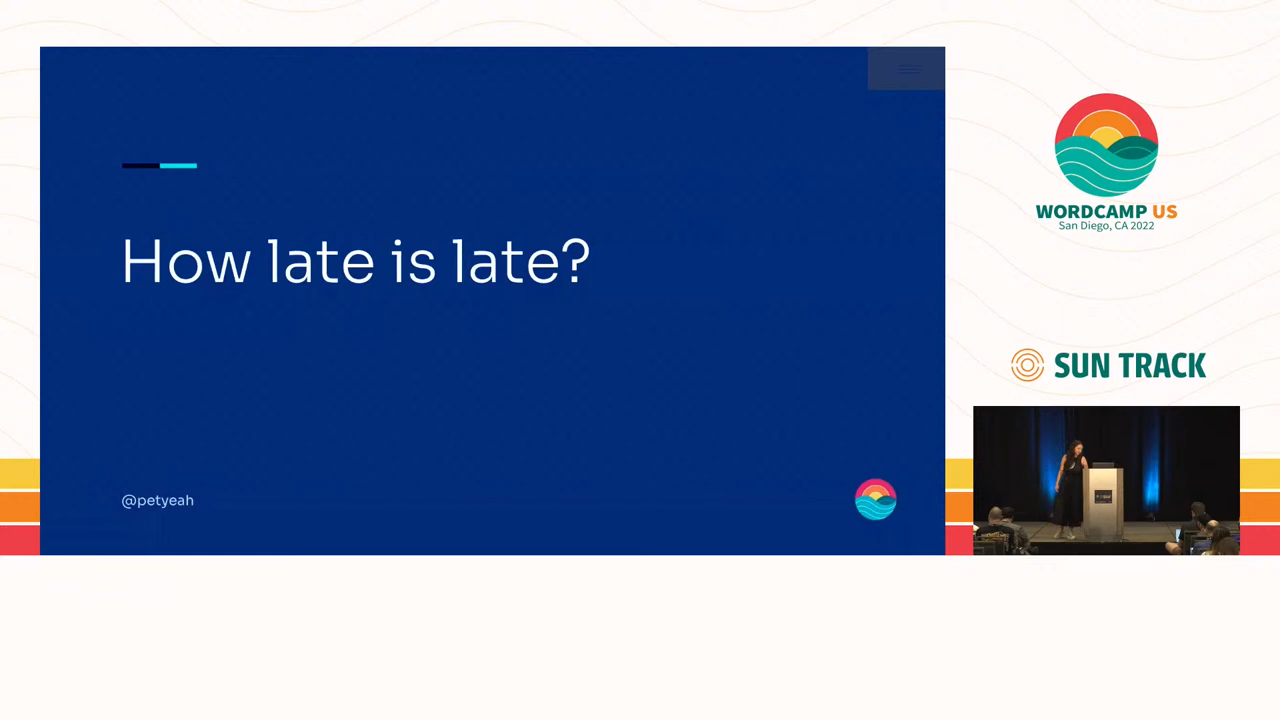 How late is late?
@petyeah
WORDCAMP US
San Diego, CA 2022
SUN TRACK